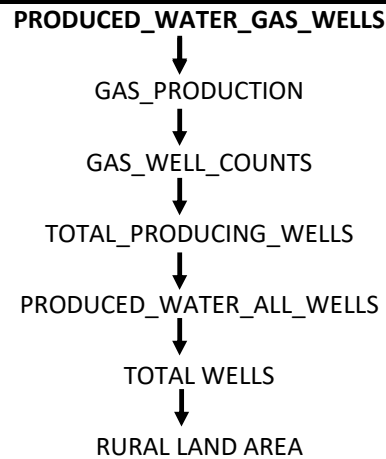 PRODUCED_WATER_GAS_WELLS
GAS_PRODUCTION
GAS_WELL_COUNTS
TOTAL_PRODUCING_WELLS
PRODUCED_WATER_ALL_WELLS
TOTAL WELLS
RURAL LAND AREA